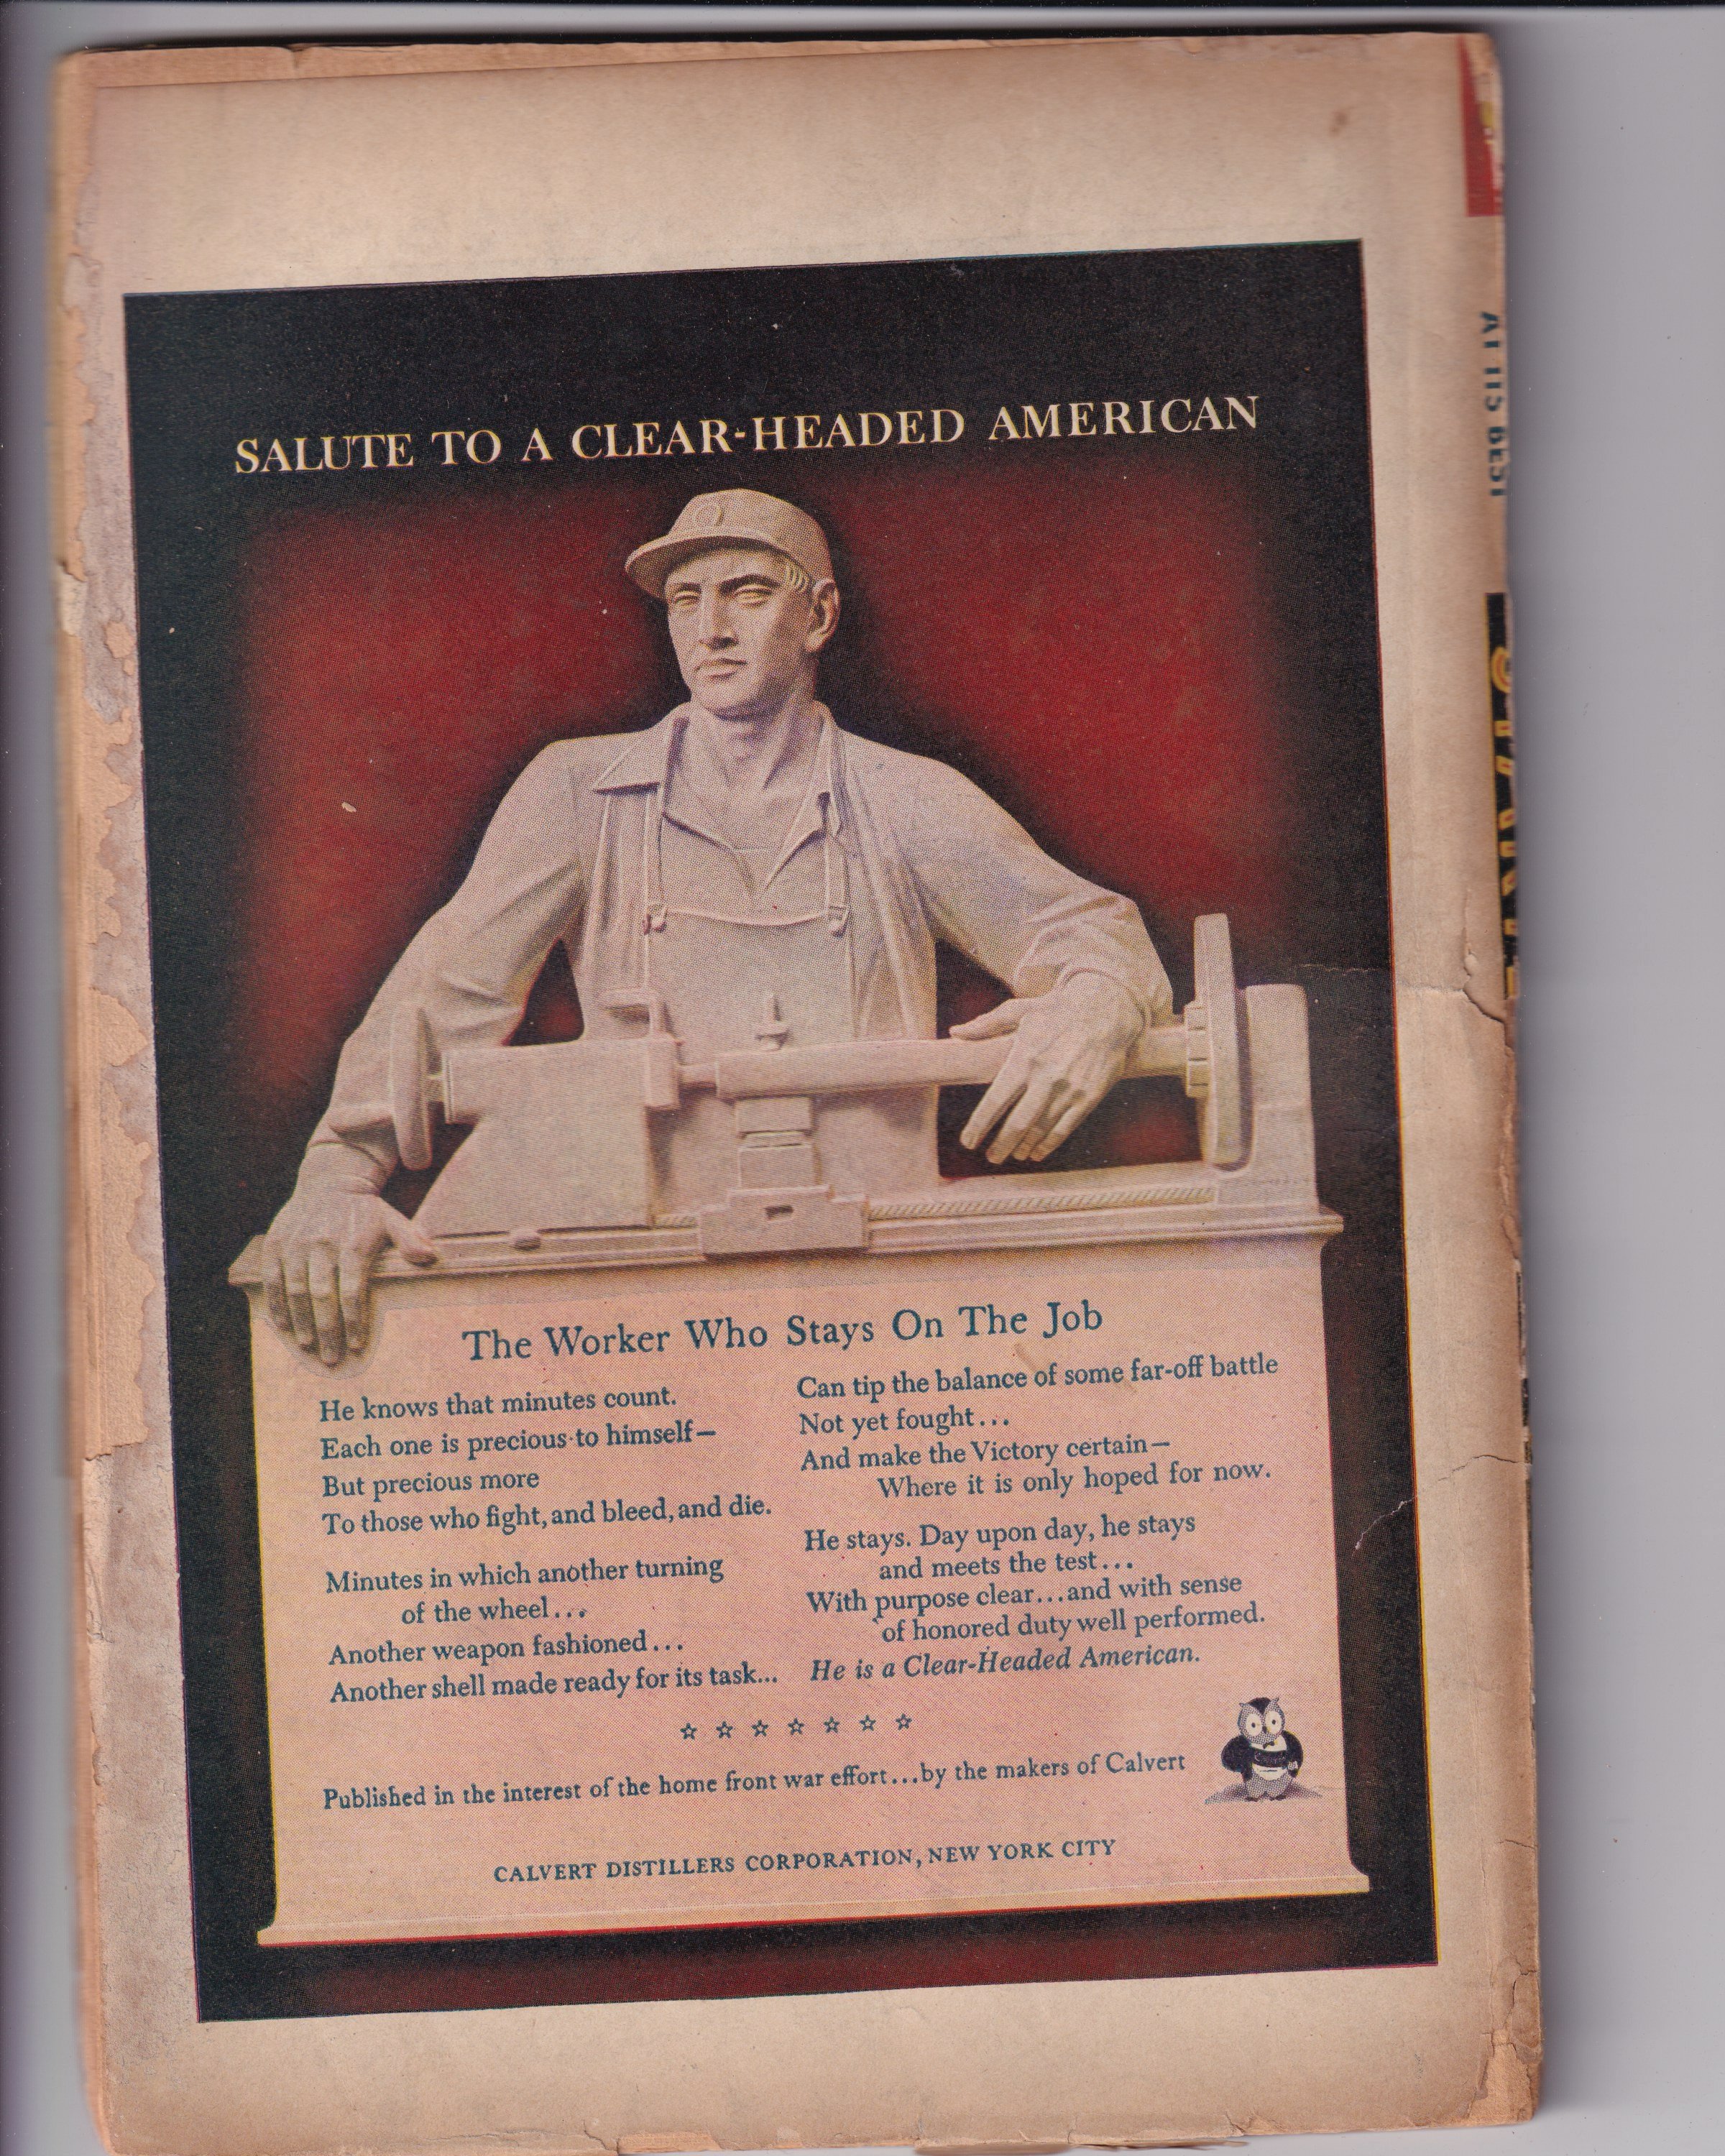 SALUTE TO A CLEAR-HEADED AMERICAN
The Worker Who Stays On The Job
He knows that minutes count.
Each one is precious to himself—
But precious more
To those who fight, and bleed, and die.
Minutes in which another turning
of the wheel...
Another weapon fashioned...
Another shell made ready for its task...
Can tip the balance of some far-off battle
Not yet fought...
And make the Victory certain—
Where it is only hoped for now.
He stays. Day upon day, he stays
and meets the test...
With purpose clear...and with sense
of honored duty well performed.
He is a Clear-Headed American.
☆ ☆ ☆ ☆ ☆ ☆ ☆
Published in the interest of the home front war effort...by the makers of Calvert
CALVERT DISTILLERS CORPORATION, NEW YORK CITY
AT ITS BEST